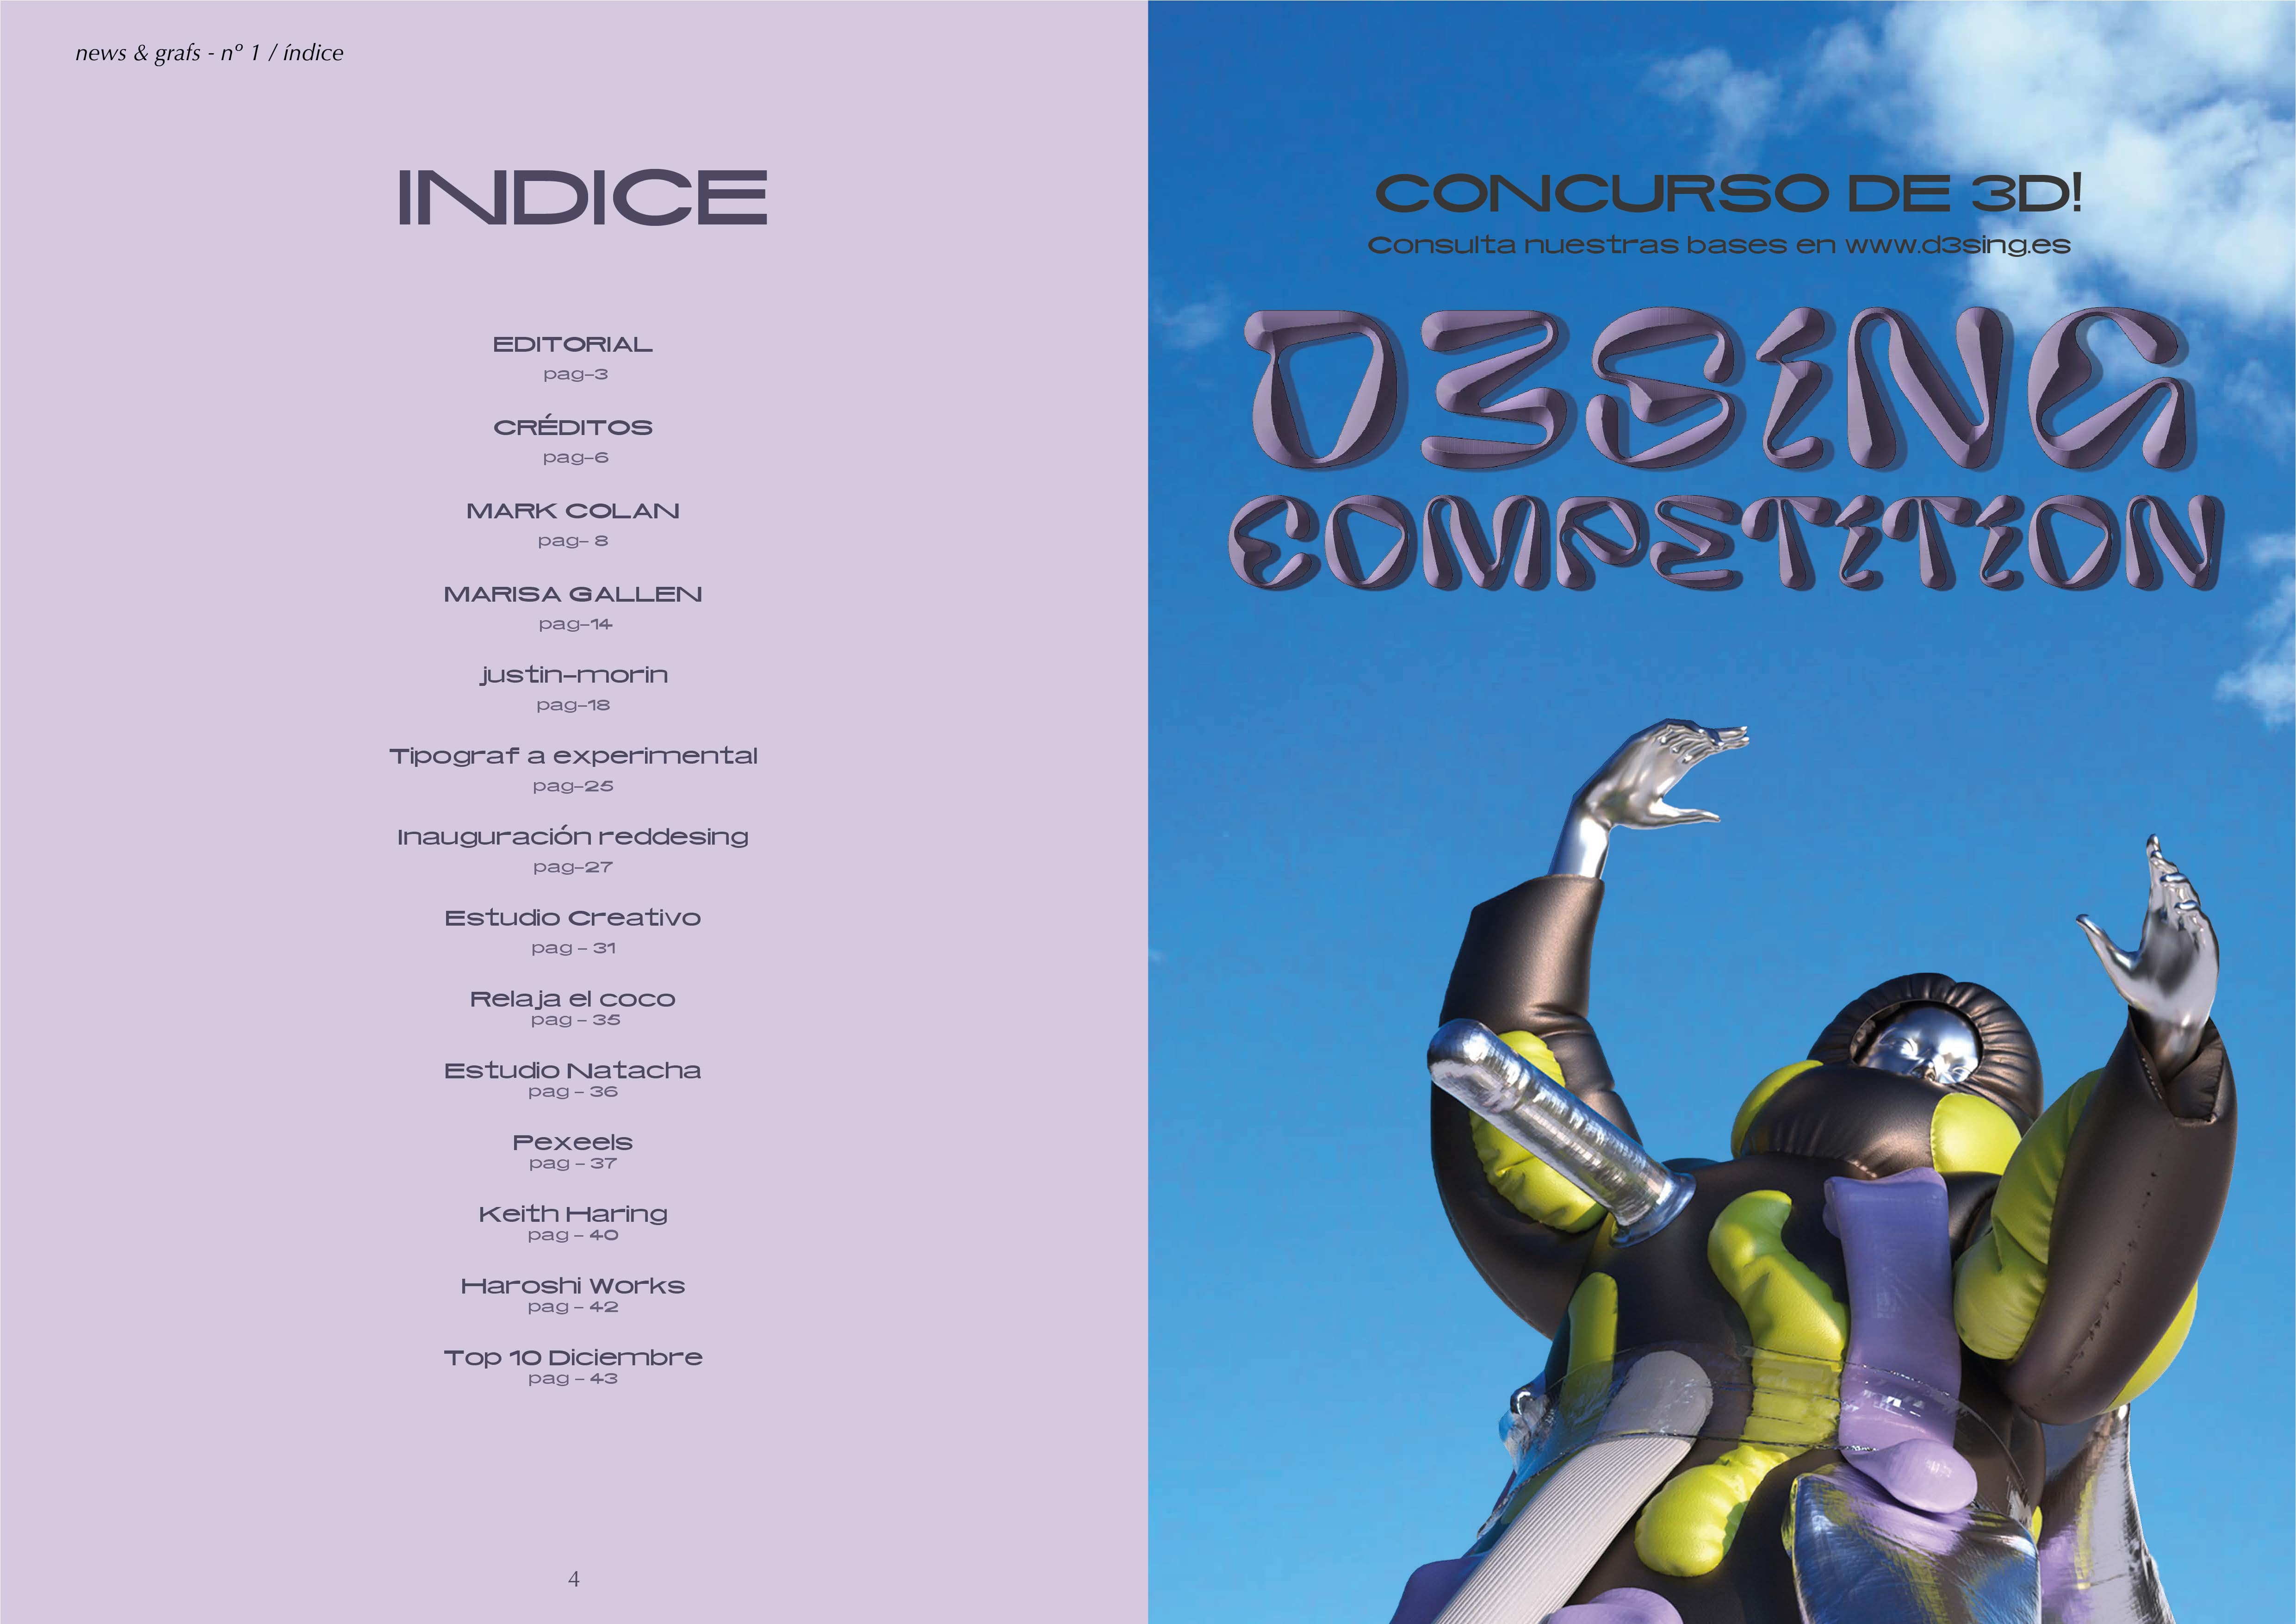 news & grafs - nº 1 / índice
INDICE
EDITORIAL
pag-3
CRÉDITOS
pag-6
MARK COLAN
pag- 8
MARISA GALLEN
pag-14
justin-morin
pag-18
Tipograf a experimental
pag-25
Inauguración reddesing
pag-27
Estudio Creativo
pag - 31
Relaja el coco
pag - 35
Estudio Natacha
pag - 36
Pexeels
pag - 37
Keith Haring
pag - 40
Haroshi Works
pag - 42
Top 10 Diciembre
pag - 43
4
CONCURSO DE 3D!
Consulta nuestras bases en www.d3sing.es
D3SiNG
COMPETiTiON